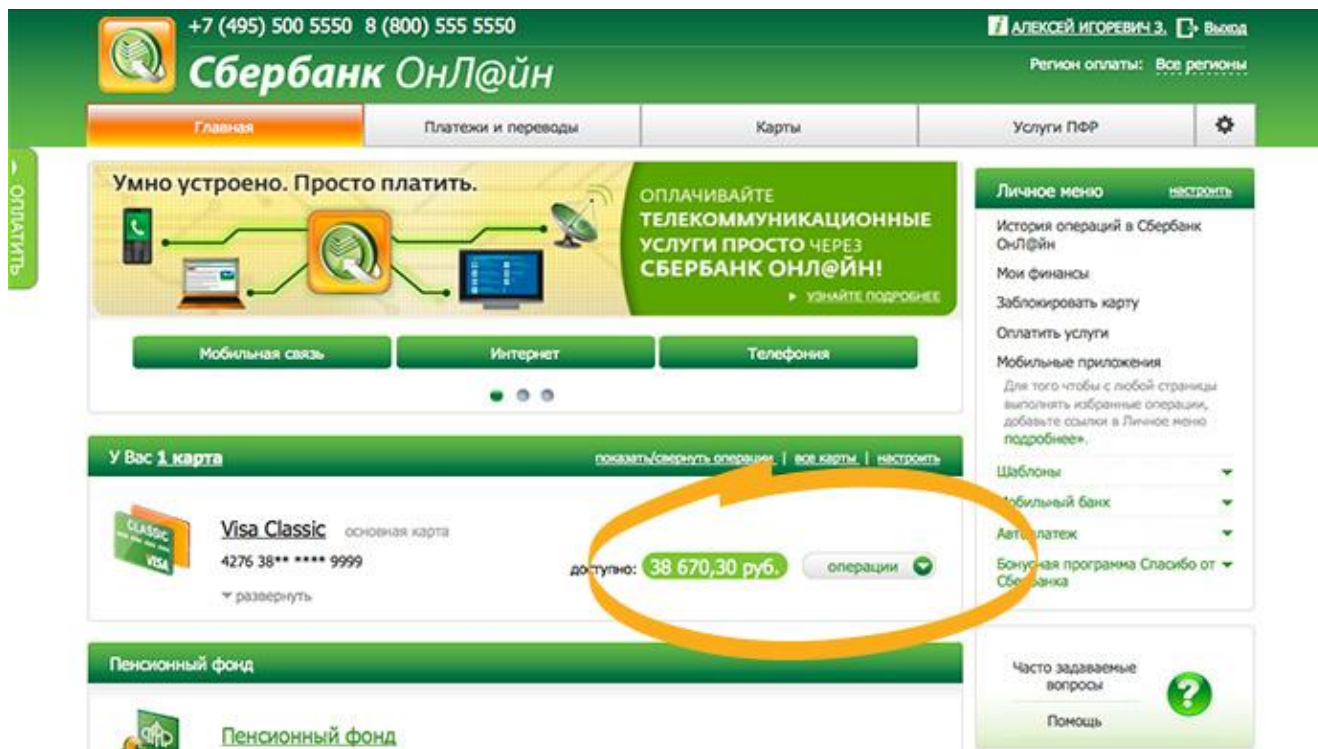 +7 (495) 500 5550 8 (800) 555 5550
АЛЕКСЕЙ ИГОРЕВИЧ З. Выход
Сбербанк ОнЛ@йн
Регион оплаты: Все регионы
Главная
Платежи и переводы
Карты
Услуги ПФР
ОПЛАТИТЬ
Умно устроено. Просто платить.
ОПЛАЧИВАЙТЕ
ТЕЛЕКОММУНИКАЦИОННЫЕ
УСЛУГИ ПРОСТО ЧЕРЕЗ
СБЕРБАНК ОНЛ@ЙН!
УЗНАЙТЕ ПОДРОБНЕЕ
Мобильная связь
Интернет
Телефония
У Вас 1 карта
показать/свернуть операции | все карты | настроить
CLASSIC
VISA
Visa Classic основная карта
4276 38** **** 9999
развернуть
доступно: 38 670,30 руб. операции
Пенсионный фонд
Пенсионный фонд
Личное меню настроить
История операций в Сбербанк
ОнЛ@йн
Мои финансы
Заблокировать карту
Оплатить услуги
Мобильные приложения
Для того чтобы с любой страницы
выполнять избранные операции,
добавьте ссылки в Личное меню
подробнее».
Шаблоны
Мобильный банк
Автоплатеж
Бонусная программа Спасибо от
Сбербанка
Часто задаваемые
вопросы
Помощь